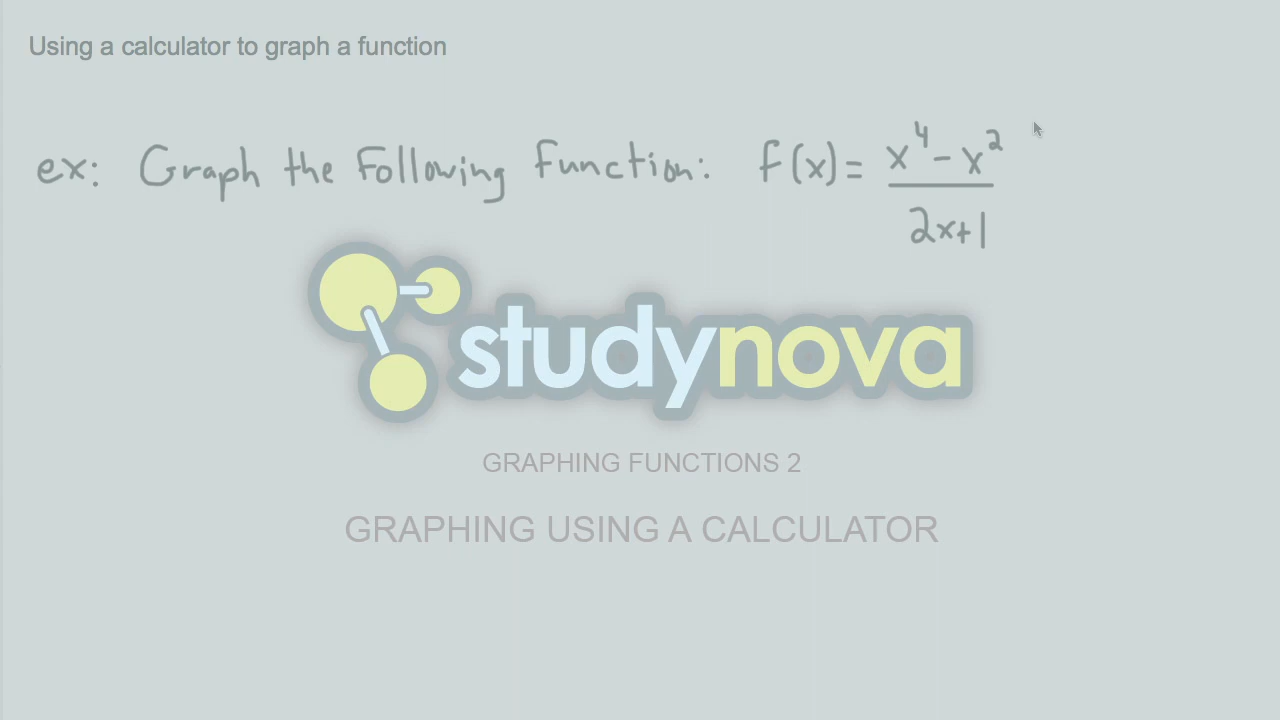 Using a calculator to graph a function
ex: Graph the Following Function: f(x) = x⁴ - x² / 2x+1
studynova
GRAPHING FUNCTIONS 2
GRAPHING USING A CALCULATOR